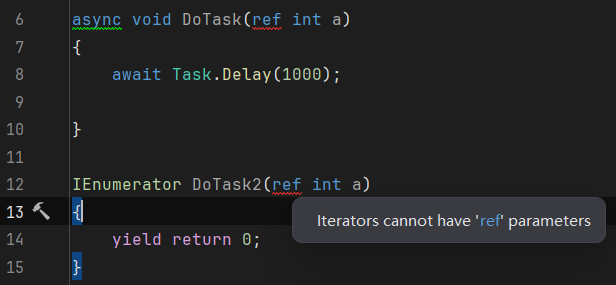 6 async void DoTask(ref int a)
7 {
8 await Task.Delay(1000);
9
10 }
11
12 IEnumerator DoTask2(ref int a)
13 {
Iterators cannot have 'ref' parameters
14 yield return 0;
15 }